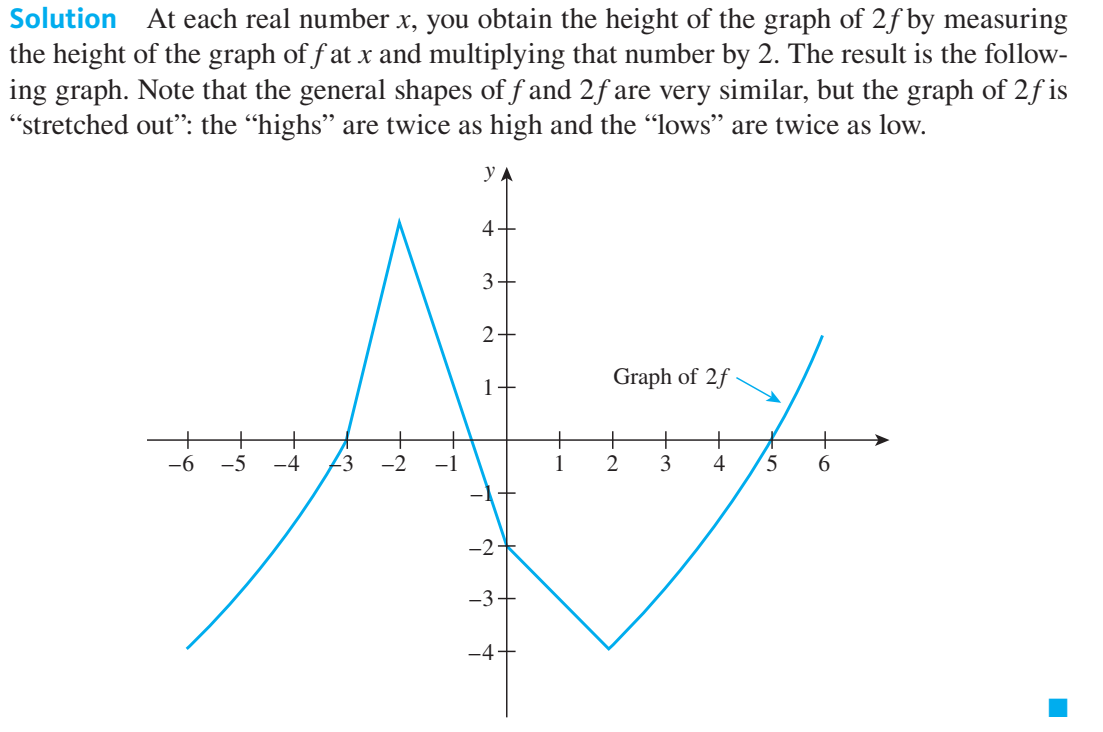 Solution At each real number x, you obtain the height of the graph of 2f by measuring
the height of the graph of f at x and multiplying that number by 2. The result is the follow-
ing graph. Note that the general shapes of f and 2f are very similar, but the graph of 2f is
“stretched out”: the “highs” are twice as high and the “lows” are twice as low.
y
4
3
2
Graph of 2f
1
–6 –5 –4 –3 –2 –1 1 2 3 4 5 6
–1
–2
–3
–4